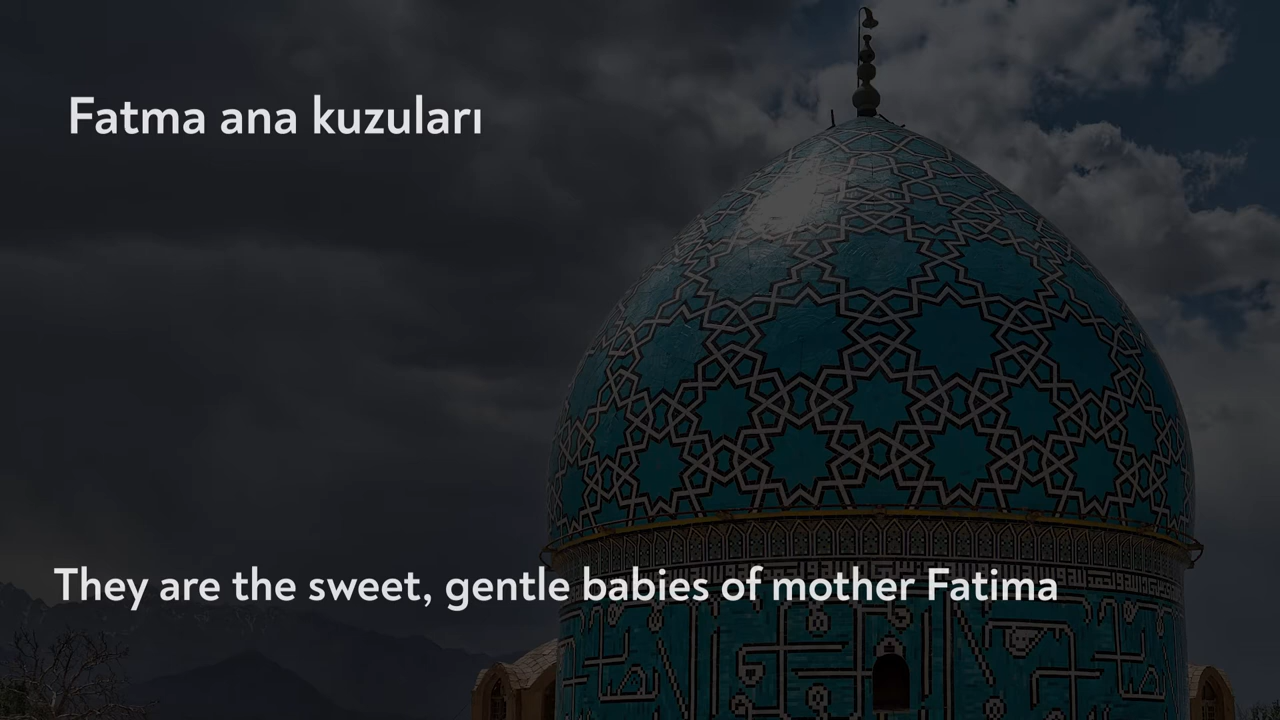 Fatma ana kuzuları
They are the sweet, gentle babies of mother Fatima